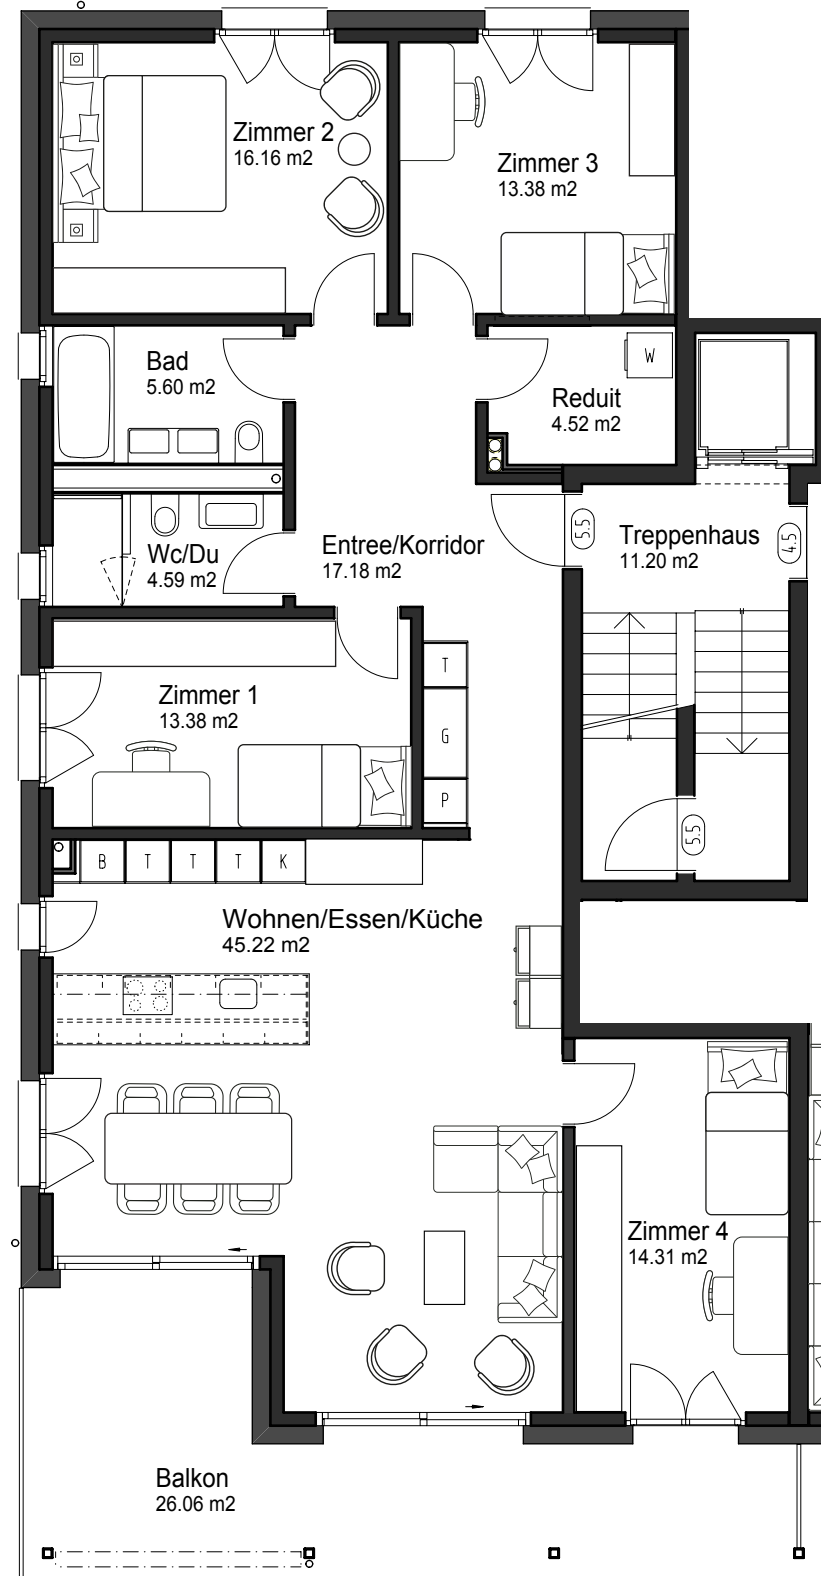 Zimmer 2
16.16 m2
Zimmer 3
13.38 m2
Bad
5.60 m2
W
Reduit
4.52 m2
Wc/Du
4.59 m2
Entree/Korridor
17.18 m2
5.5
Treppenhaus
11.20 m2
4.5
Zimmer 1
13.38 m2
T
G
P
5.5
B T T T K
Wohnen/Essen/Küche
45.22 m2
Zimmer 4
14.31 m2
Balkon
26.06 m2